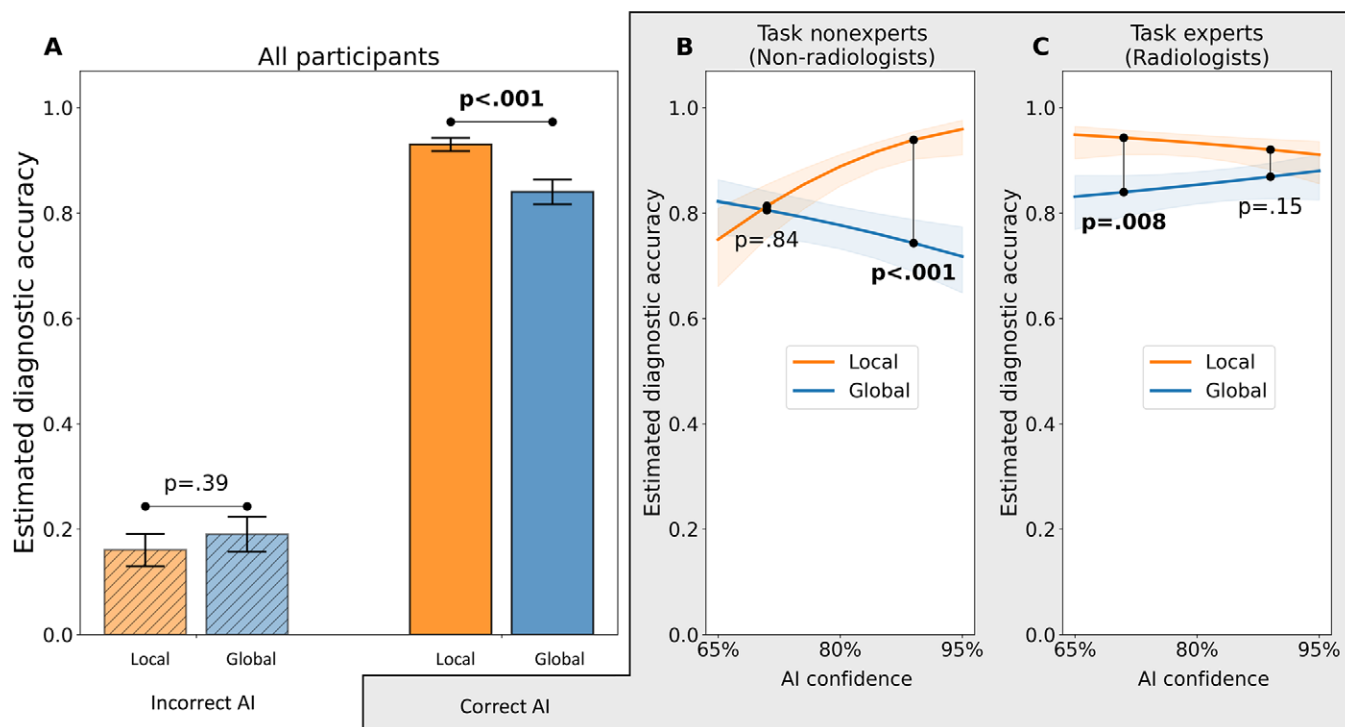 A
All participants
Estimated diagnostic accuracy
1.0
0.8
0.6
0.4
0.2
0.0
p<.001
p=.39
Local
Global
Local
Global
Incorrect AI
Correct AI
B
Task nonexperts
(Non-radiologists)
Estimated diagnostic accuracy
1.0
0.8
0.6
0.4
0.2
0.0
p=.84
p<.001
Local
Global
65%
80%
95%
AI confidence
C
Task experts
(Radiologists)
Estimated diagnostic accuracy
1.0
0.8
0.6
0.4
0.2
0.0
p=.008
p=.15
Local
Global
65%
80%
95%
AI confidence